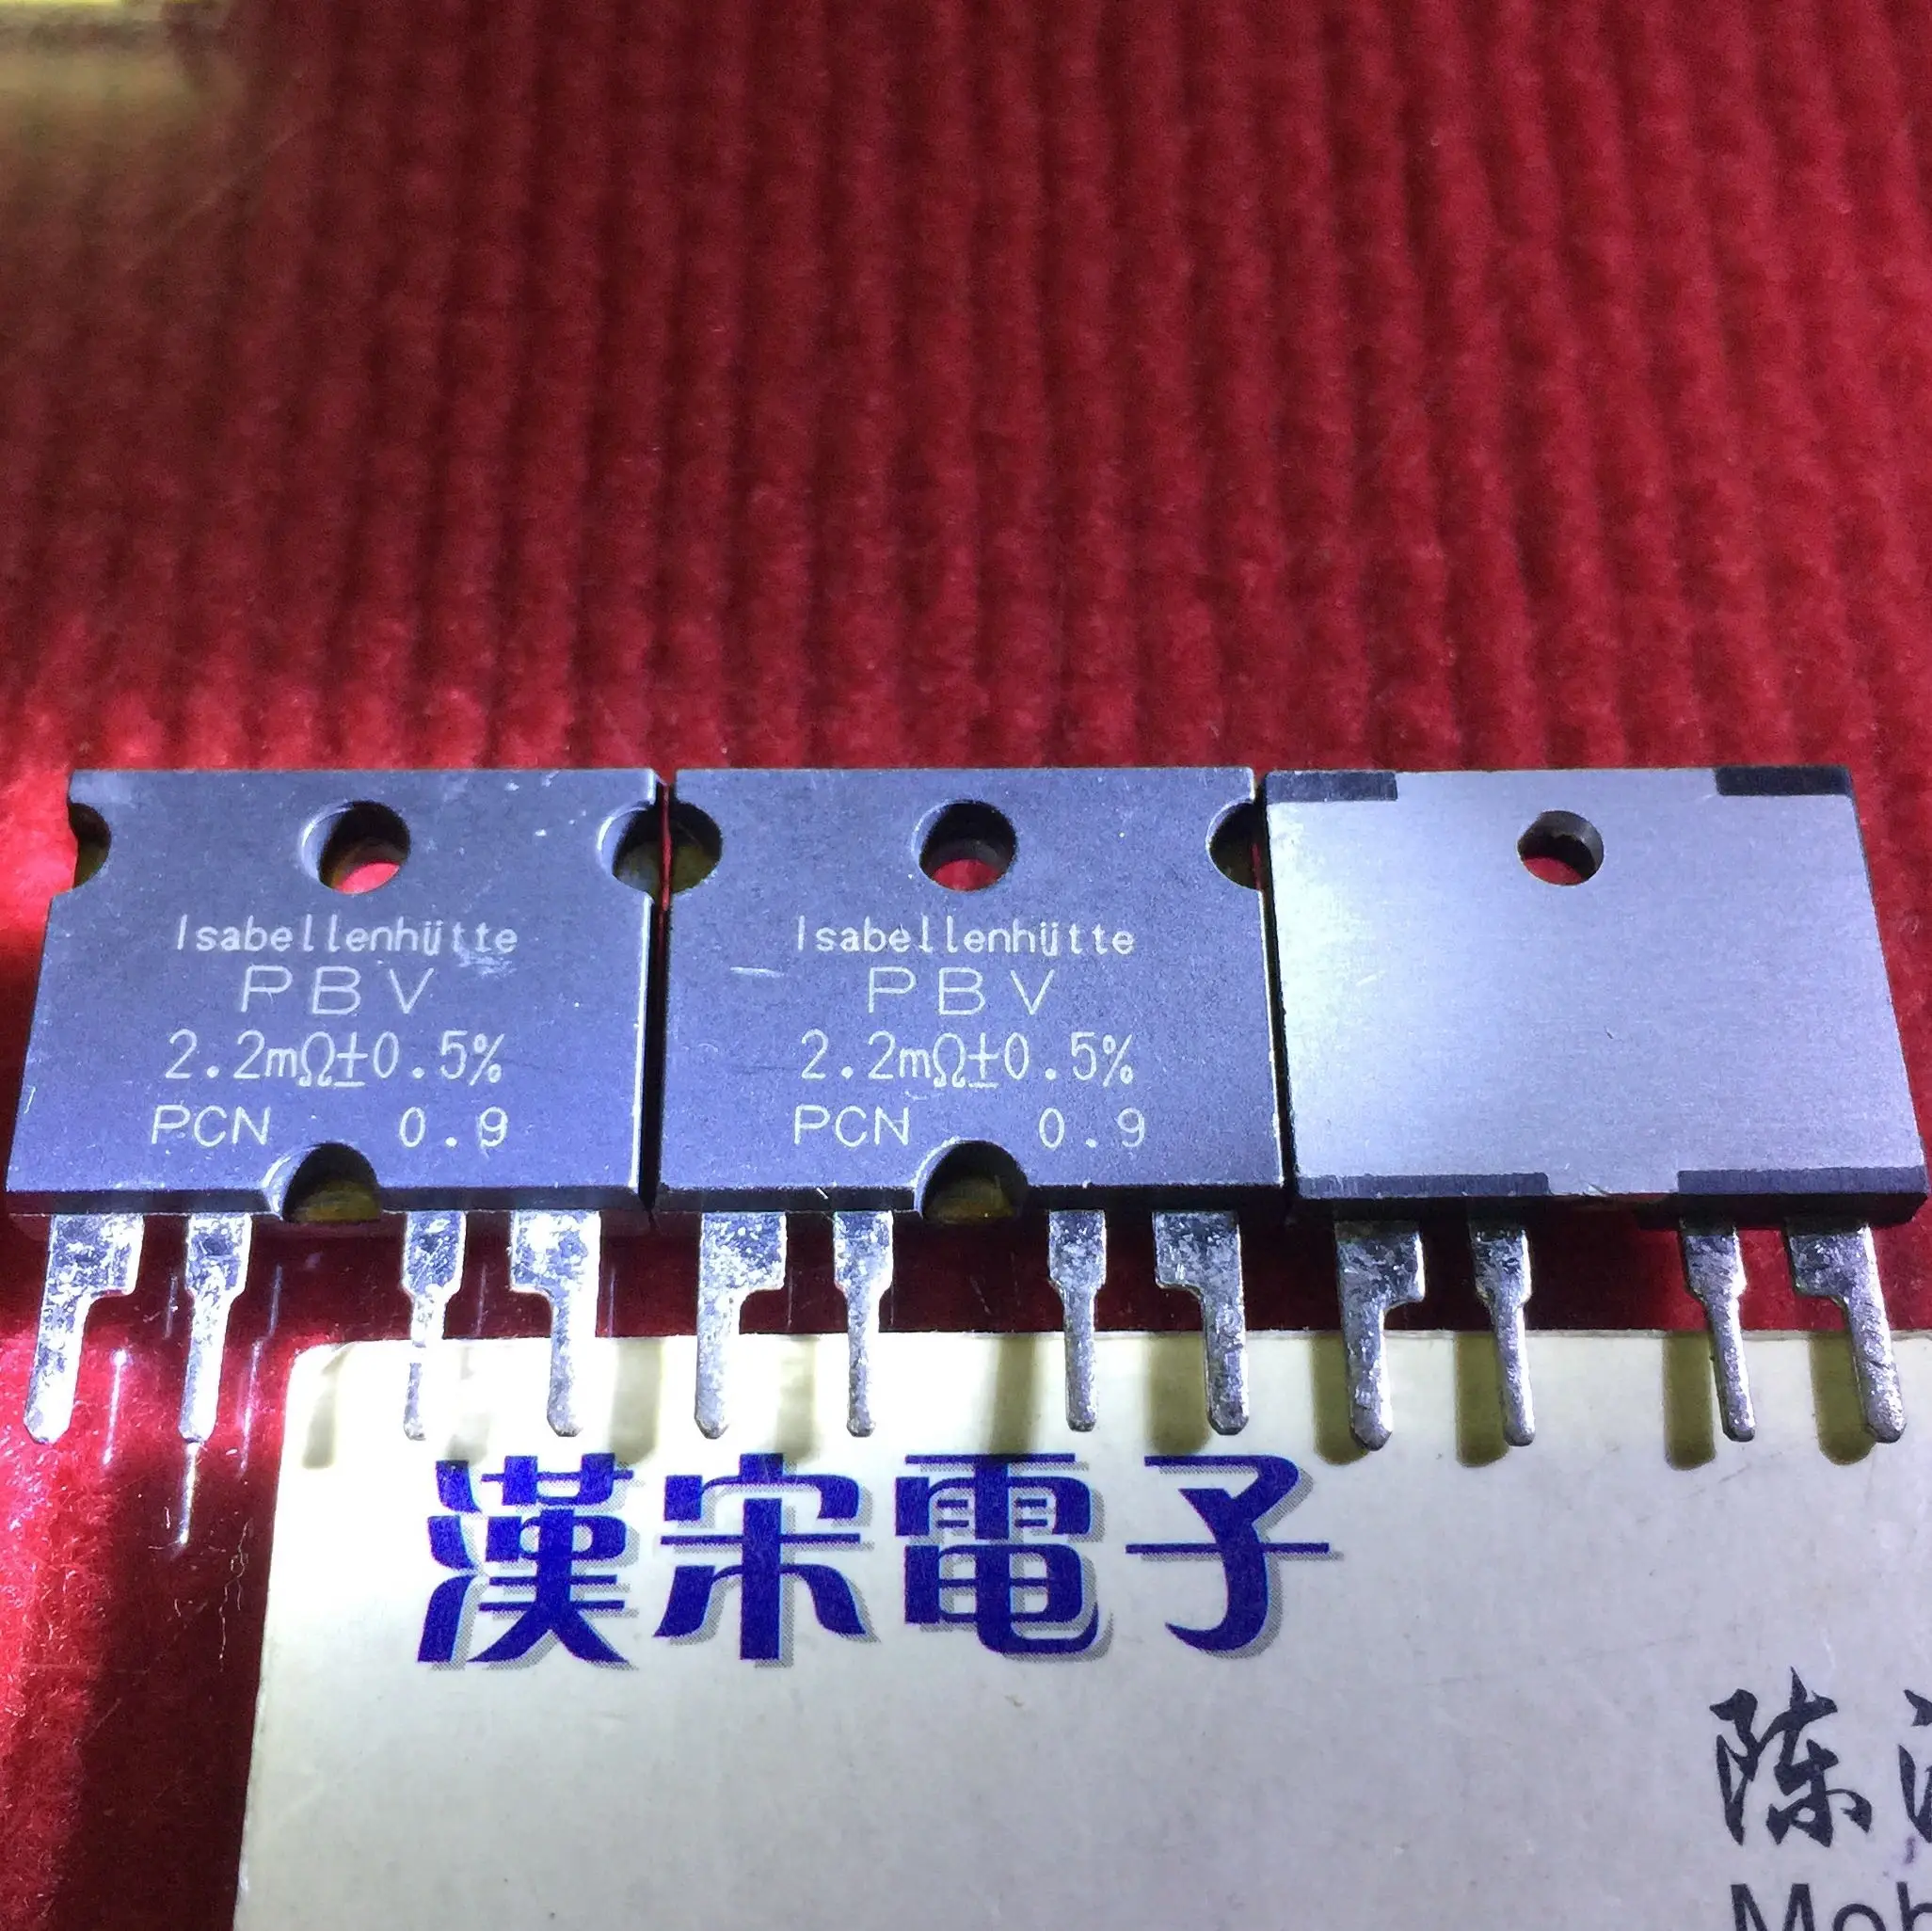 Isabellenhütte
PBV
2.2mΩ±0.5%
PCN 0.9
Isabellenhütte
PBV
2.2mΩ±0.5%
PCN 0.9
漢宋電子
陈